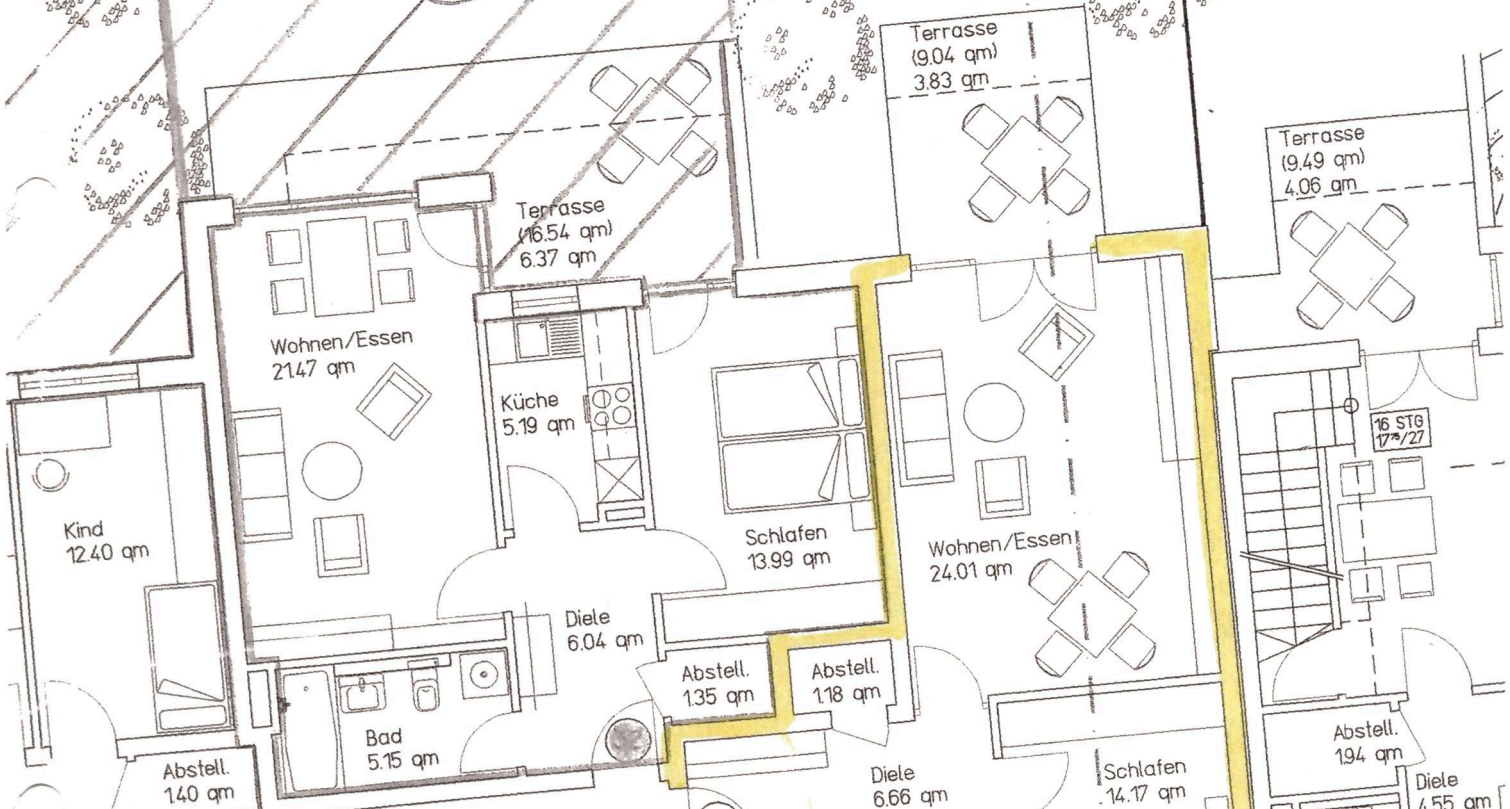 Terrasse
(9.04 qm)
3.83 qm
Terrasse
(9.49 qm)
4.06 qm
Terrasse
(16.54 qm)
6.37 qm
Wohnen/Essen
21.47 qm
Küche
5.19 qm
16 STG
17⁷⁵/27
Kind
12.40 qm
Schlafen
13.99 qm
Wohnen/Essen
24.01 qm
Diele
6.04 qm
Abstell.
1.35 qm
Abstell.
1.18 qm
Bad
5.15 qm
Abstell.
1.40 qm
Diele
6.66 qm
Schlafen
14.17 qm
Abstell.
1.94 qm
Diele
4.55 qm